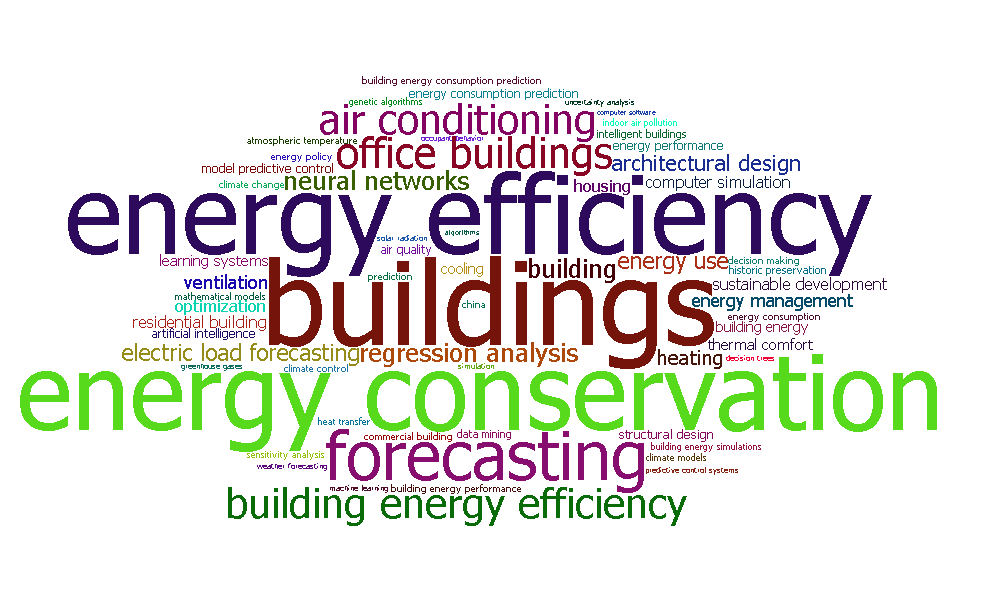 building energy consumption prediction
energy consumption prediction
genetic algorithms
uncertainty analysis
air conditioning
computer software
indoor air pollution
intelligent buildings
atmospheric temperature
occupant behavior
office buildings
energy performance
energy policy
architectural design
model predictive control
climate change
neural networks
housing
computer simulation
energy efficiency
algorithms
solar radiation
air quality
learning systems
cooling
building
energy use
decision making
historic preservation
prediction
ventilation
buildings
sustainable development
mathematical models
optimization
china
energy management
residential building
energy consumption
artificial intelligence
building energy
thermal comfort
electric load forecasting
regression analysis
heating
decision trees
greenhouse gases
climate control
simulation
energy conservation
heat transfer
commercial building
data mining
structural design
forecasting
building energy simulations
sensitivity analysis
climate models
weather forecasting
predictive control systems
machine learning
building energy performance
building energy efficiency